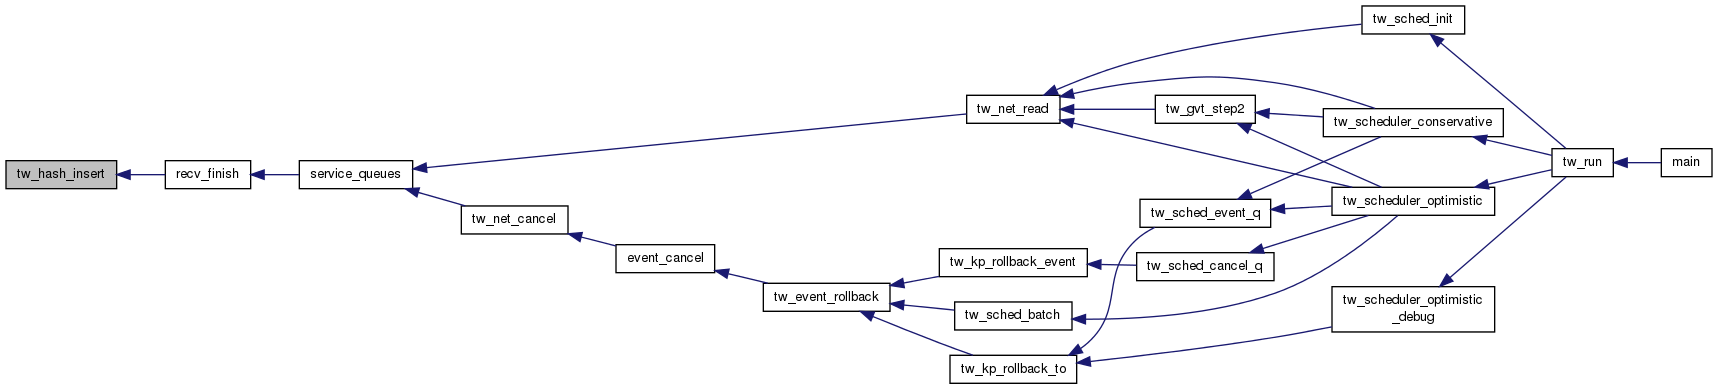 tw_hash_insert
recv_finish
service_queues
tw_net_read
tw_sched_init
tw_gvt_step2
tw_scheduler_conservative
tw_run
main
tw_net_cancel
event_cancel
tw_event_rollback
tw_kp_rollback_event
tw_sched_event_q
tw_scheduler_optimistic
tw_sched_cancel_q
tw_sched_batch
tw_kp_rollback_to
tw_scheduler_optimistic
_debug